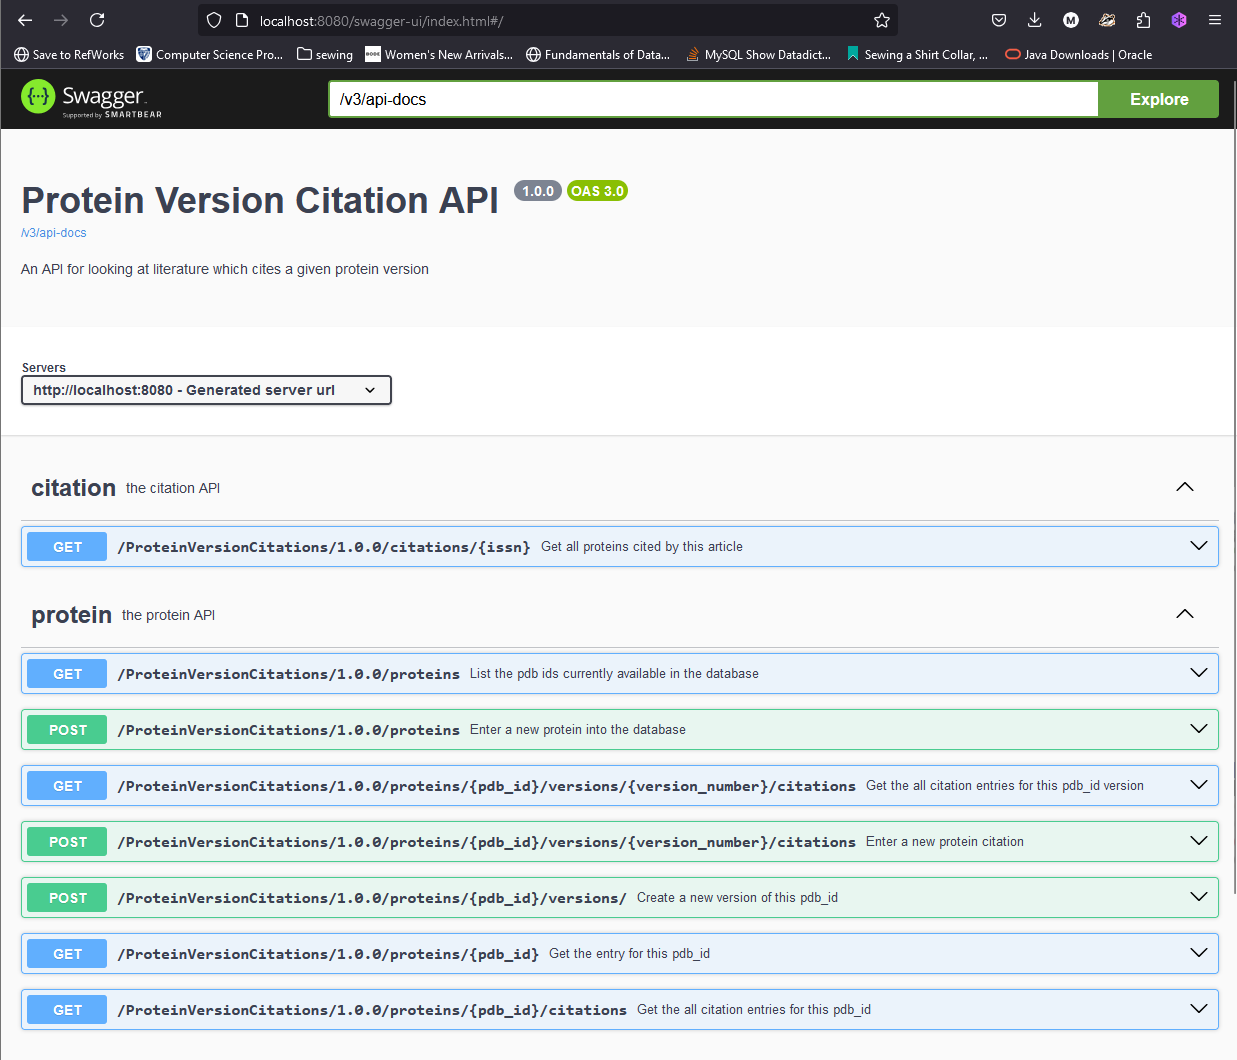 localhost:8080/swagger-ui/index.html#/
M
Save to RefWorks Computer Science Pro... sewing Women's New Arrivals... Fundamentals of Data... MySQL Show Datadict... Sewing a Shirt Collar, ... Java Downloads | Oracle
{...} Swagger
Supported by SMARTBEAR
/v3/api-docs Explore
Protein Version Citation API 1.0.0 OAS 3.0
/v3/api-docs
An API for looking at literature which cites a given protein version
Servers
http://localhost:8080 - Generated server url
citation the citation API
GET /ProteinVersionCitations/1.0.0/citations/{issn} Get all proteins cited by this article
protein the protein API
GET /ProteinVersionCitations/1.0.0/proteins List the pdb ids currently available in the database
POST /ProteinVersionCitations/1.0.0/proteins Enter a new protein into the database
GET /ProteinVersionCitations/1.0.0/proteins/{pdb_id}/versions/{version_number}/citations Get the all citation entries for this pdb_id version
POST /ProteinVersionCitations/1.0.0/proteins/{pdb_id}/versions/{version_number}/citations Enter a new protein citation
POST /ProteinVersionCitations/1.0.0/proteins/{pdb_id}/versions/ Create a new version of this pdb_id
GET /ProteinVersionCitations/1.0.0/proteins/{pdb_id} Get the entry for this pdb_id
GET /ProteinVersionCitations/1.0.0/proteins/{pdb_id}/citations Get the all citation entries for this pdb_id